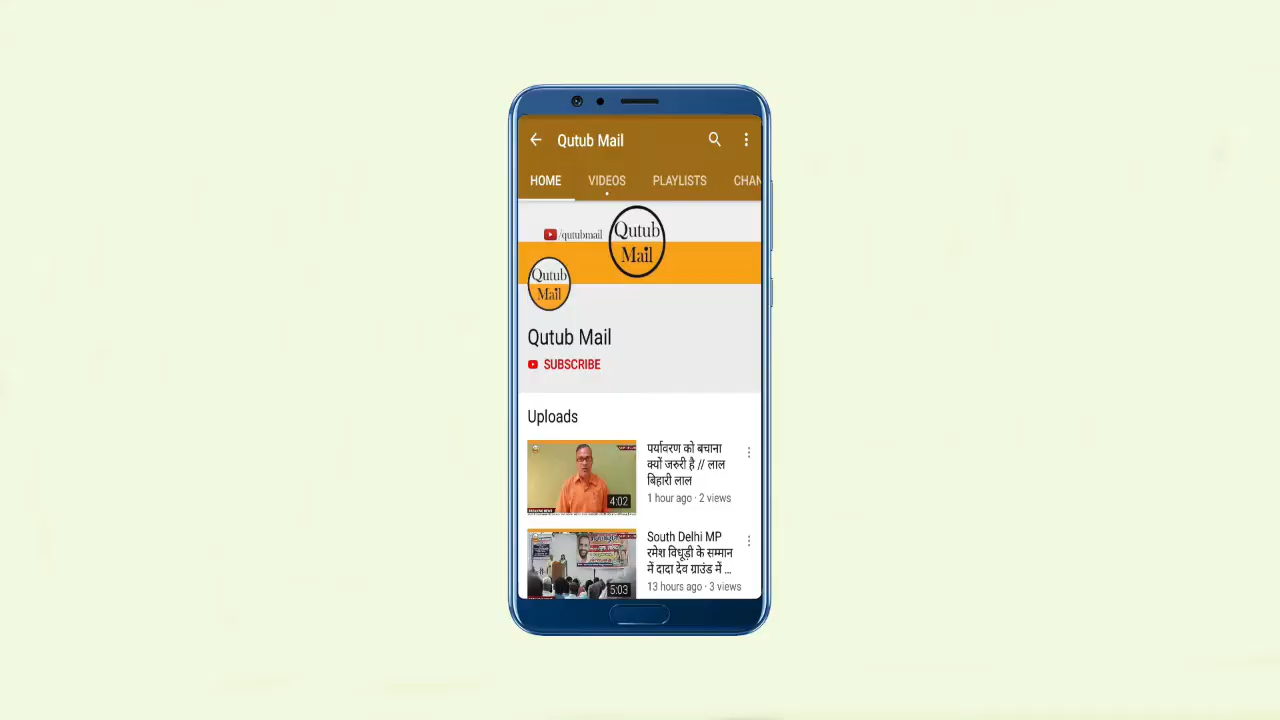 Qutub Mail
HOME VIDEOS PLAYLISTS CHAN
/qutubmail
Qutub
Mail
Qutub
Mail
Qutub Mail
SUBSCRIBE
Uploads
पर्यावरण को बचाना
क्यों जरुरी है // लाल
बिहारी लाल
1 hour ago · 2 views
4:02
BREAKING NEWS
South Delhi MP
रमेश विधूड़ी के सम्मान
में दादा देव ग्राउंड में ...
13 hours ago · 3 views
5:03